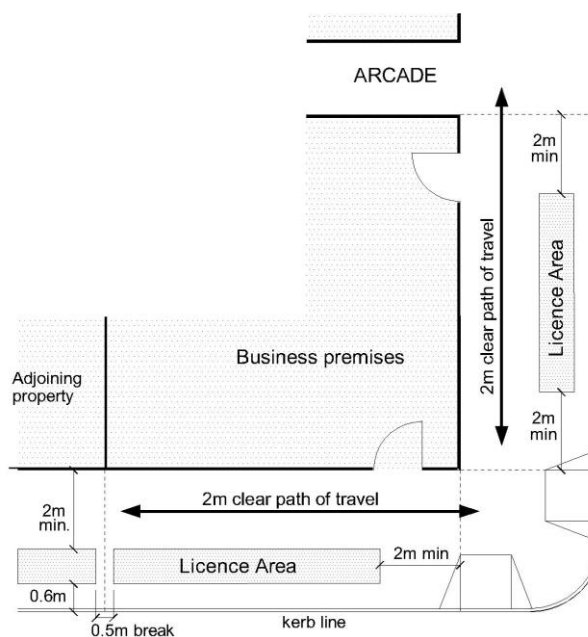 ARCADE
2m
min
2m clear path of travel
Licence Area
Business premises
Adjoining
property
2m
min
2m
min.
2m clear path of travel
Licence Area
2m min
0.6m
0.5m break
kerb line